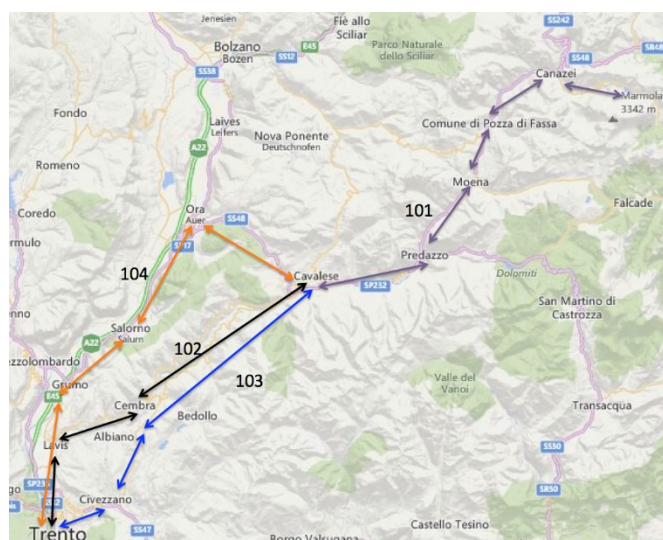 Jenesien
Fiè allo
Sciliar
Bolzano
Bozen
E45
SS12
Parco Naturale
dello Sciliar
SS242
SS48
SR48
SS38
Canazei
Marmola
3342 m
Fondo
Laives
Leifers
Nova Ponente
Deutschnofen
Comune di Pozza di Fassa
A22
Romeno
Moena
Coredo
Falcade
Ora
Auer
SS48
101
Predazzo
104
Cavalese
SP232
Dolomiti
San Martino di
Castrozza
Salorno
Salurn
A22
102
Grumo
E45
103
Valle del
Vanoi
Cembra
Bedollo
Transacqua
Lavis
Albiano
SS50
SR50
Civezzano
Trento
SS47
Castello Tesino
Borgo Valsugana